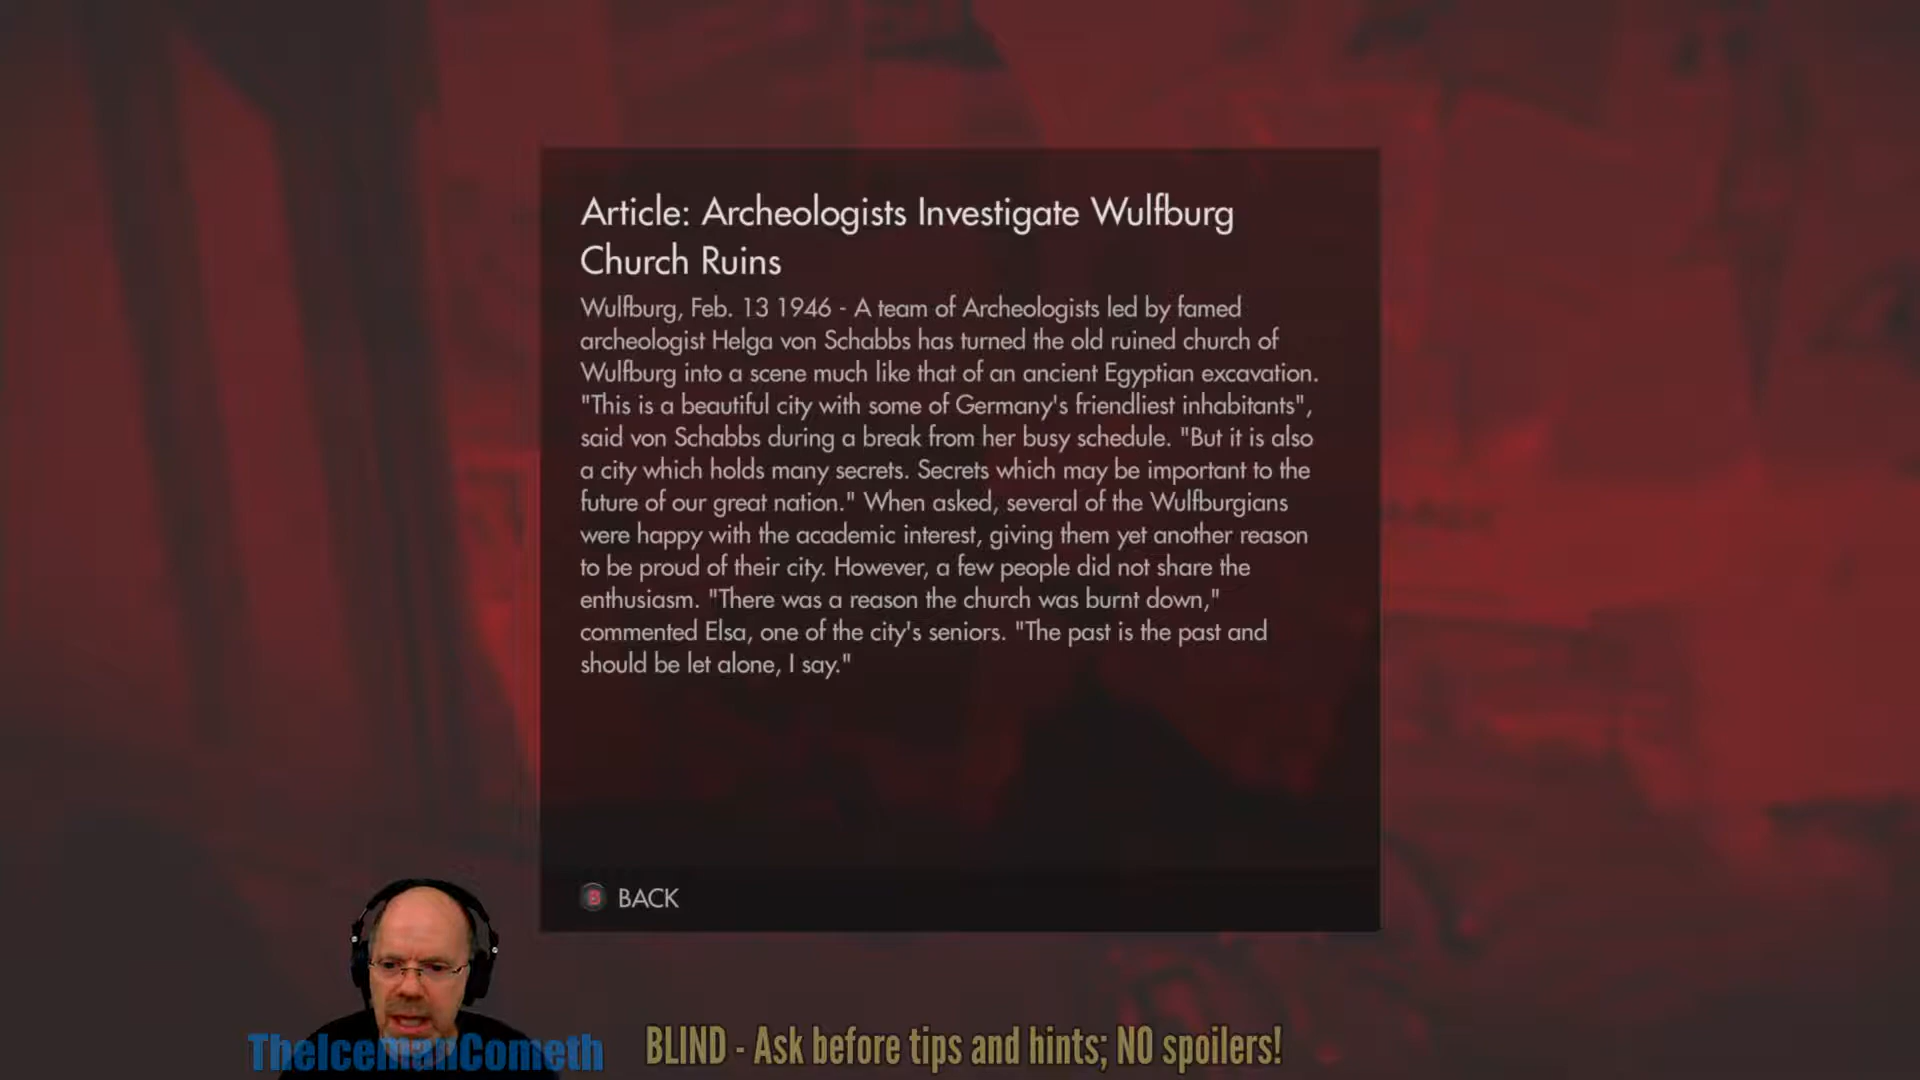 Article: Archeologists Investigate Wulfburg
Church Ruins
Wulfburg, Feb. 13 1946 - A team of Archeologists led by famed
archeologist Helga von Schabbs has turned the old ruined church of
Wulfburg into a scene much like that of an ancient Egyptian excavation.
"This is a beautiful city with some of Germany's friendliest inhabitants",
said von Schabbs during a break from her busy schedule. "But it is also
a city which holds many secrets. Secrets which may be important to the
future of our great nation." When asked, several of the Wulfburgians
were happy with the academic interest, giving them yet another reason
to be proud of their city. However, a few people did not share the
enthusiasm. "There was a reason the church was burnt down,"
commented Elsa, one of the city's seniors. "The past is the past and
should be let alone, I say."
B BACK
TheIcemanCometh
BLIND - Ask before tips and hints; NO spoilers!